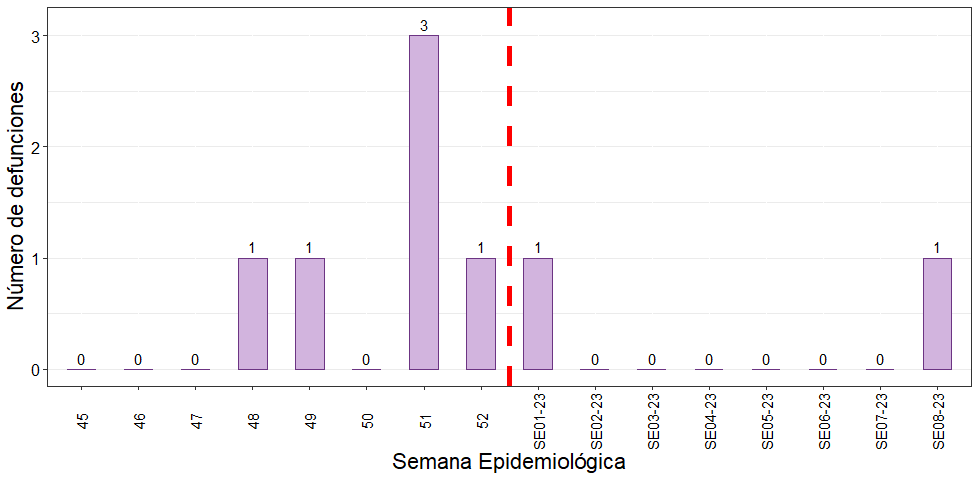 Número de defunciones
3
2
1
0
0
0
0
1
1
0
3
1
1
0
0
0
0
0
0
1
45
46
47
48
49
50
51
52
SE01-23
SE02-23
SE03-23
SE04-23
SE05-23
SE06-23
SE07-23
SE08-23
Semana Epidemiológica